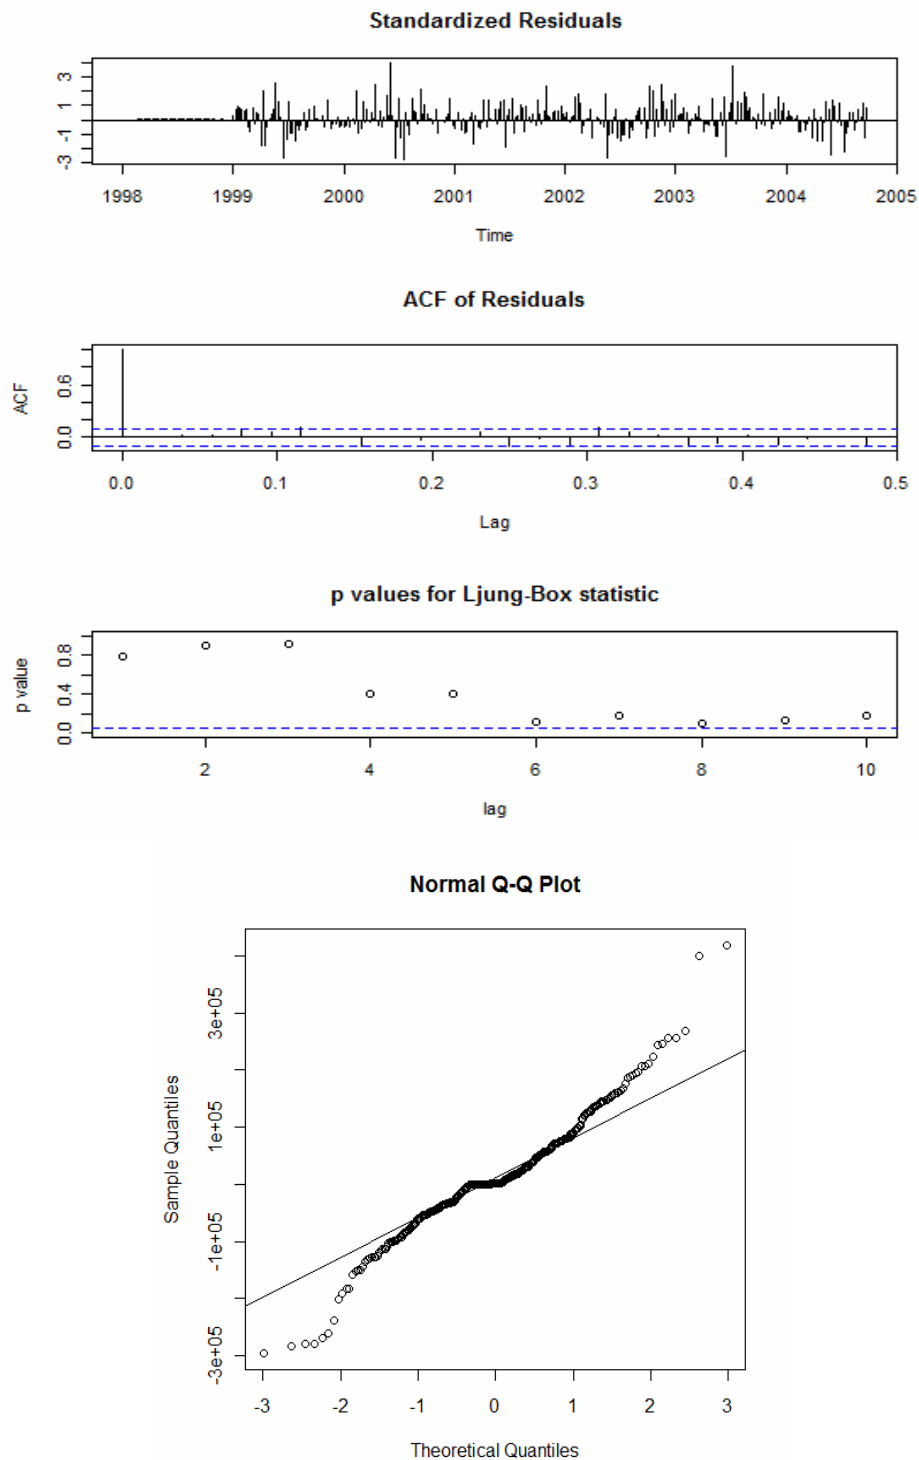 Standardized Residuals
3
1
-1
-3
1998 1999 2000 2001 2002 2003 2004 2005
Time
ACF of Residuals
ACF
0.6
0.0
0.0 0.1 0.2 0.3 0.4 0.5
Lag
p values for Ljung-Box statistic
p value
0.8
0.4
0.0
2 4 6 8 10
lag
Normal Q-Q Plot
Sample Quantiles
3e+05
1e+05
-1e+05
-3e+05
-3 -2 -1 0 1 2 3
Theoretical Quantiles